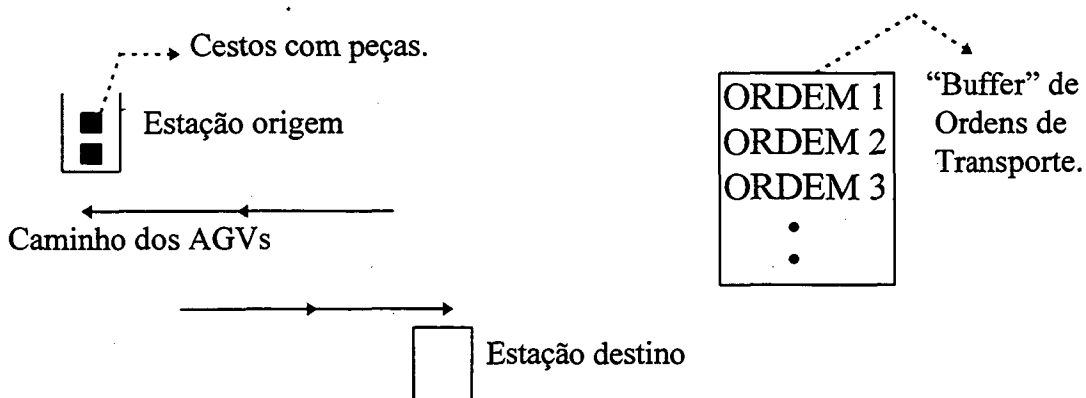 Cestos com peças.
Estação origem
Caminho dos AGVs
Estação destino
ORDEM 1
ORDEM 2
ORDEM 3
“Buffer” de
Ordens de
Transporte.